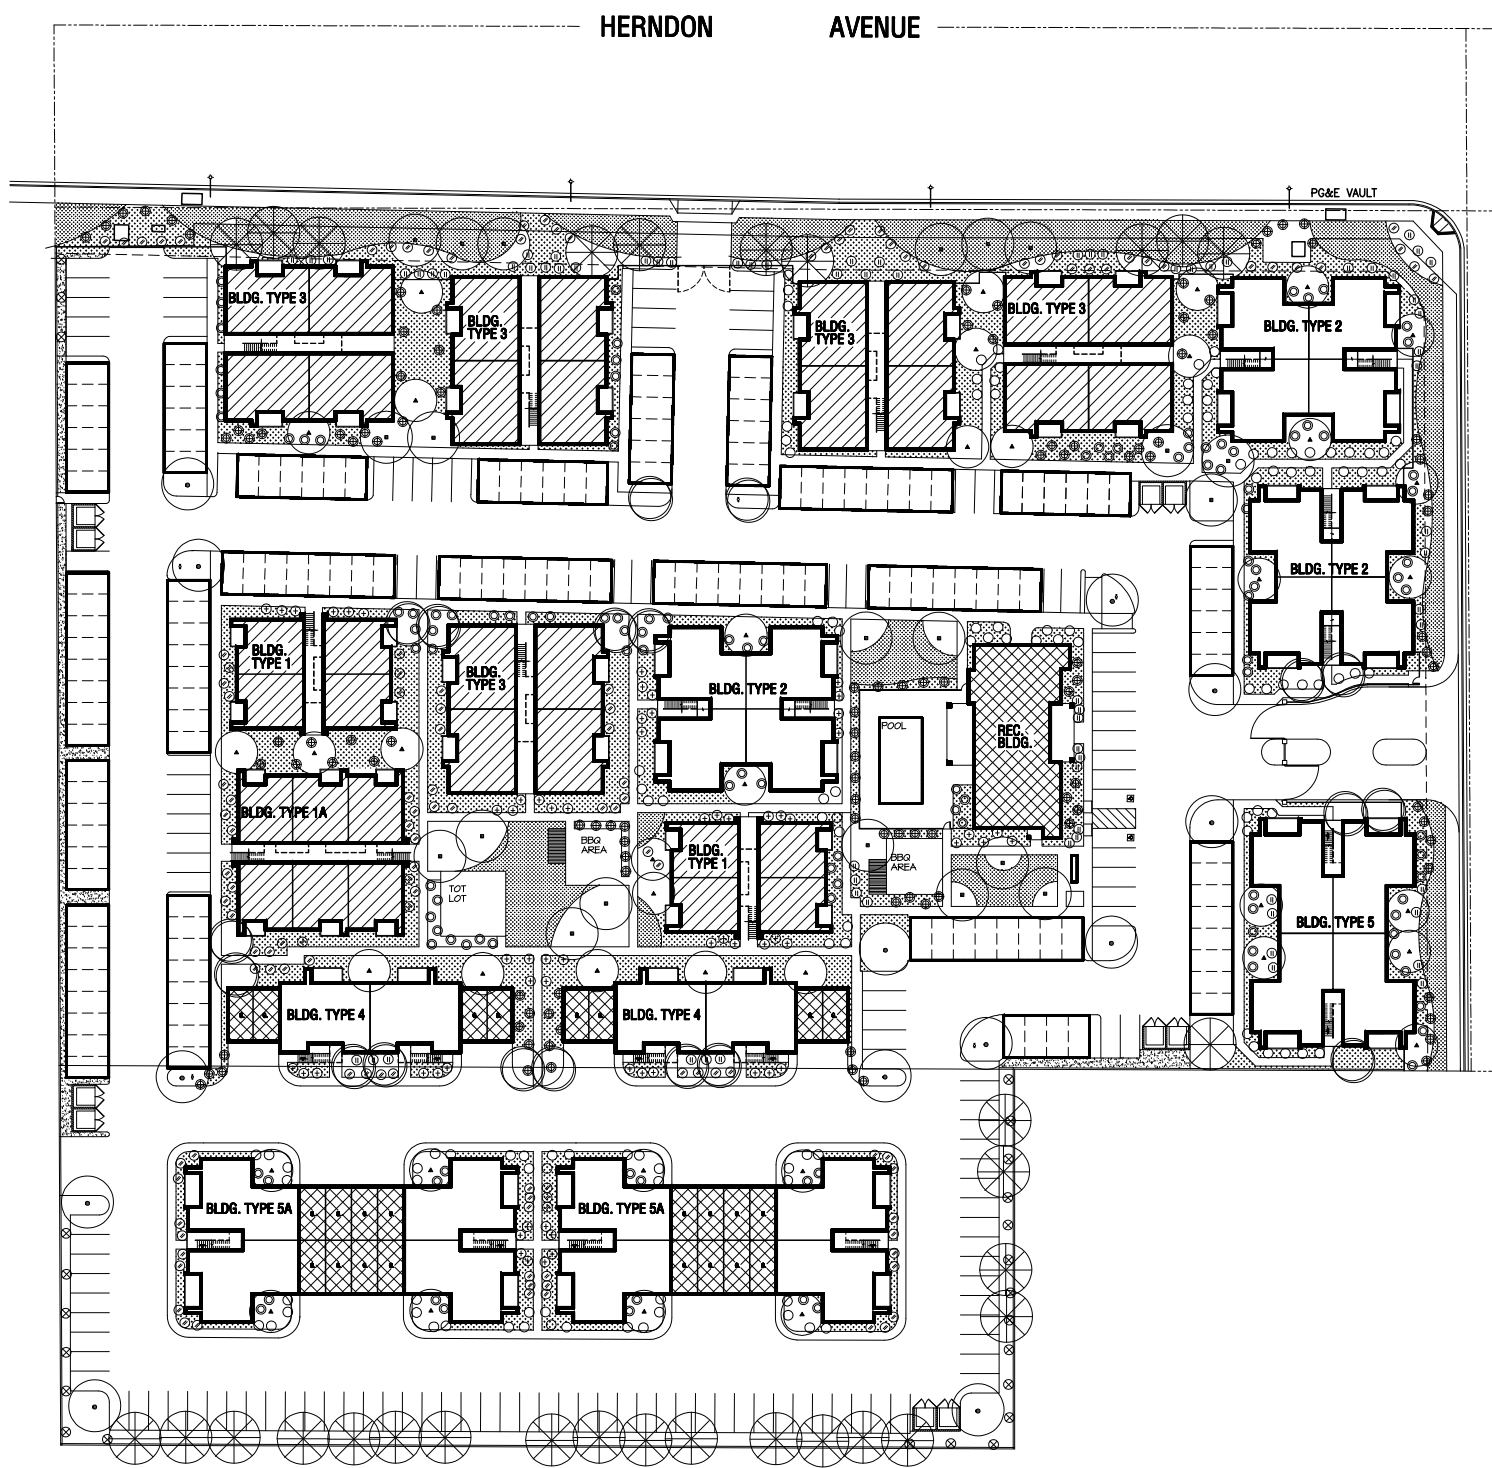 HERNDON AVENUE
PG&E VAULT
BLDG. TYPE 3
BLDG.
TYPE 3
BLDG.
TYPE 3
BLDG. TYPE 3
BLDG. TYPE 2
BLDG. TYPE 2
BLDG.
TYPE 1
BLDG.
TYPE 3
BLDG. TYPE 2
POOL
REC.
BLDG.
BLDG. TYPE 1A
BBQ
AREA
BLDG.
TYPE 1
BBQ
AREA
TOT
LOT
BLDG. TYPE 5
BLDG. TYPE 4
BLDG. TYPE 4
BLDG. TYPE 5A
BLDG. TYPE 5A